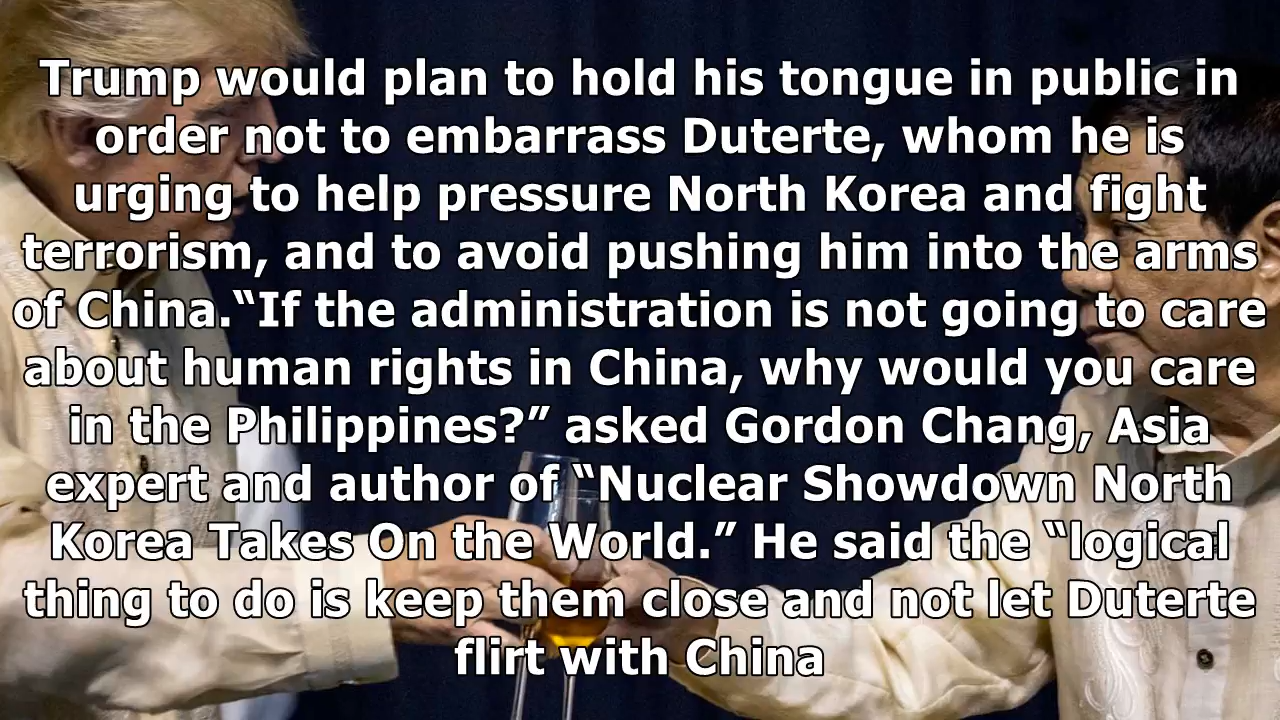 Trump would plan to hold his tongue in public in
order not to embarrass Duterte, whom he is
urging to help pressure North Korea and fight
terrorism, and to avoid pushing him into the arms
of China.“If the administration is not going to care
about human rights in China, why would you care
in the Philippines?” asked Gordon Chang, Asia
expert and author of “Nuclear Showdown North
Korea Takes On the World.” He said the “logical
thing to do is keep them close and not let Duterte
flirt with China